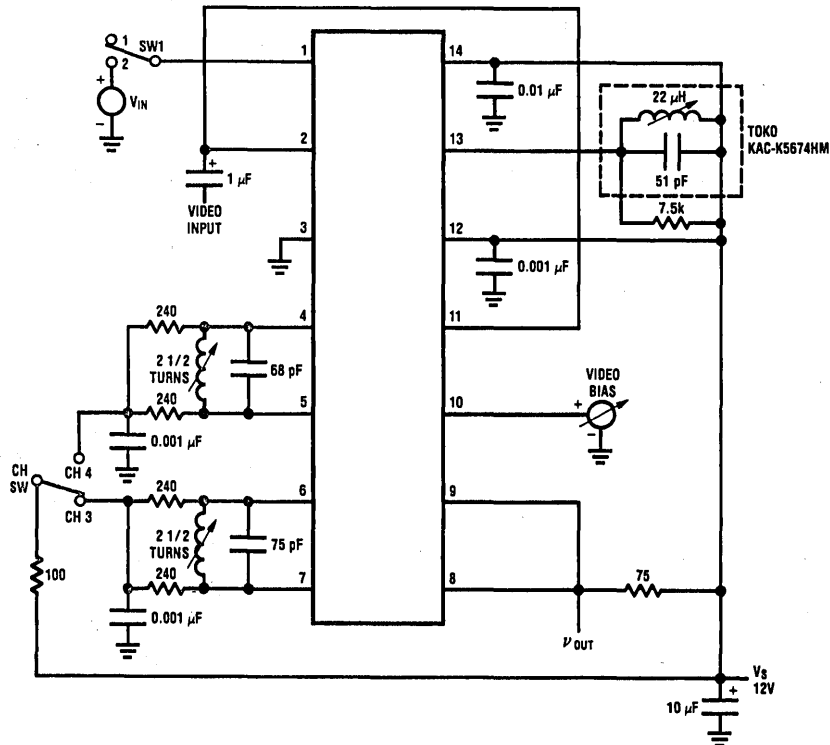 1
SW1
2
+
VIN
−
1
14
0.01 μF
22 μH
TOKO
KAC-K5674HM
51 pF
7.5k
2
13
+
1 μF
VIDEO
INPUT
3
12
0.001 μF
4
11
240
2 1/2
TURNS
68 pF
240
5
10
VIDEO
BIAS
+
−
0.001 μF
CH 4
CH
SW
CH 3
240
6
9
2 1/2
TURNS
75 pF
240
7
8
75
100
0.001 μF
νOUT
VS
12V
10 μF
+